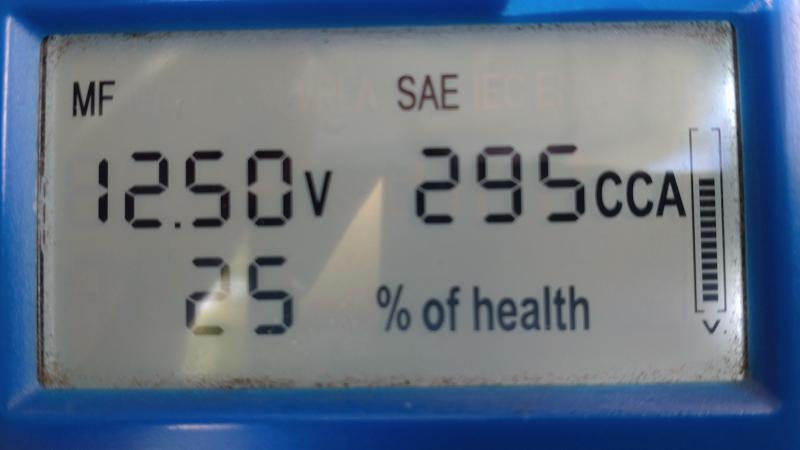 MF SAE
12.50V 295CCA
25 % of health